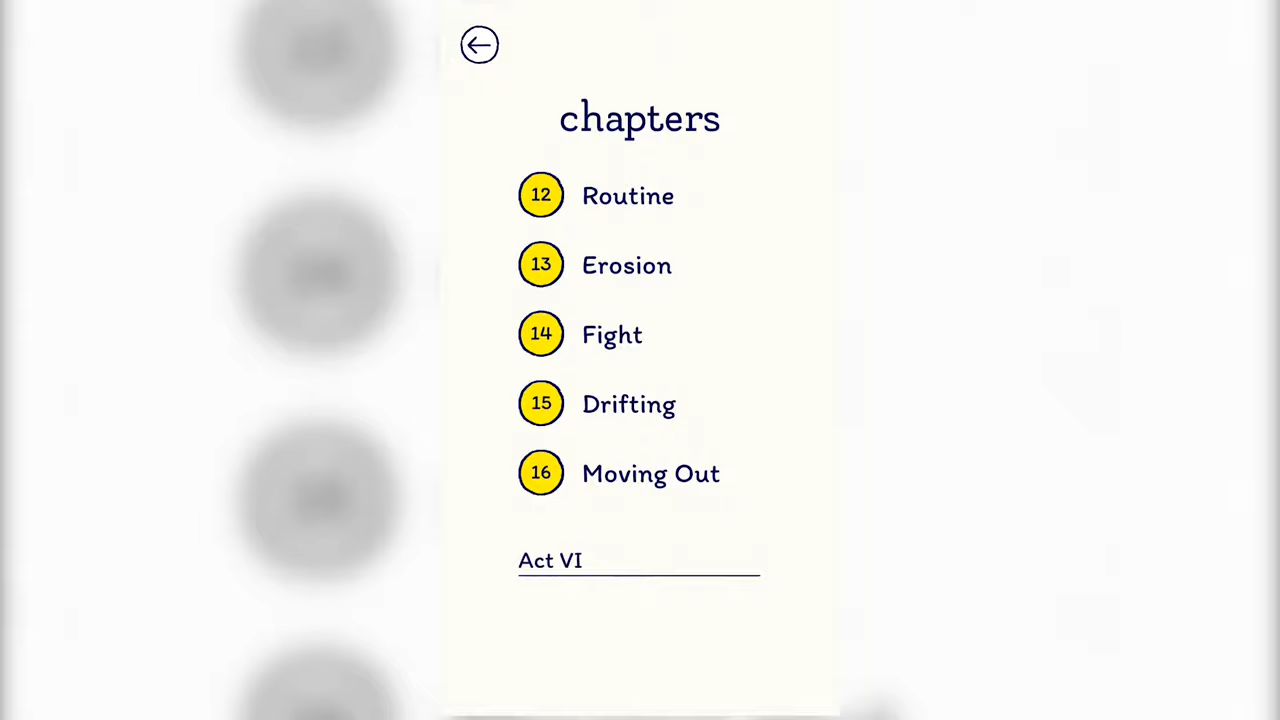 chapters
12 Routine
13 Erosion
14 Fight
15 Drifting
16 Moving Out
Act VI